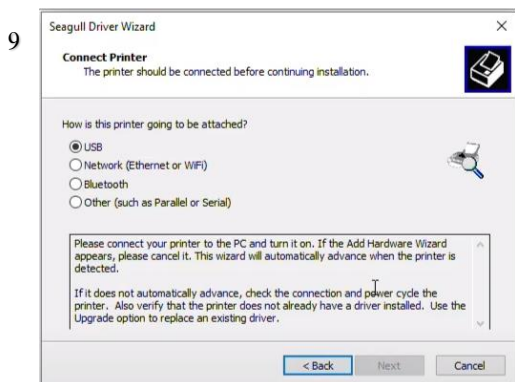 9
Seagull Driver Wizard
Connect Printer
The printer should be connected before continuing installation.
How is this printer going to be attached?
USB
Network (Ethernet or WiFi)
Bluetooth
Other (such as Parallel or Serial)
Please connect your printer to the PC and turn it on. If the Add Hardware Wizard
appears, please cancel it. This wizard will automatically advance when the printer is
detected.
If it does not automatically advance, check the connection and power cycle the
printer. Also verify that the printer does not already have a driver installed. Use the
Upgrade option to replace an existing driver.
< Back
Next
Cancel